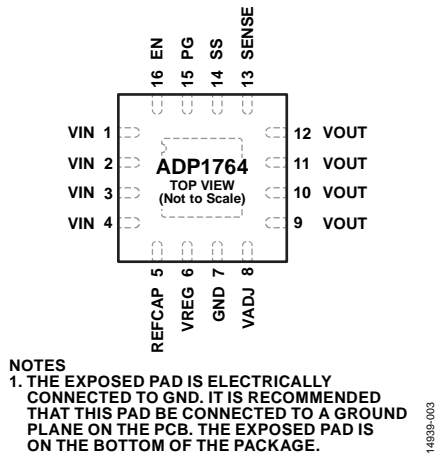 16 EN
15 PG
14 SS
13 SENSE
VIN 1
VIN 2
VIN 3
VIN 4
ADP1764
TOP VIEW
(Not to Scale)
12 VOUT
11 VOUT
10 VOUT
9 VOUT
REFCAP 5
VREG 6
GND 7
VADJ 8
NOTES
1. THE EXPOSED PAD IS ELECTRICALLY
CONNECTED TO GND. IT IS RECOMMENDED
THAT THIS PAD BE CONNECTED TO A GROUND
PLANE ON THE PCB. THE EXPOSED PAD IS
ON THE BOTTOM OF THE PACKAGE.
14939-003